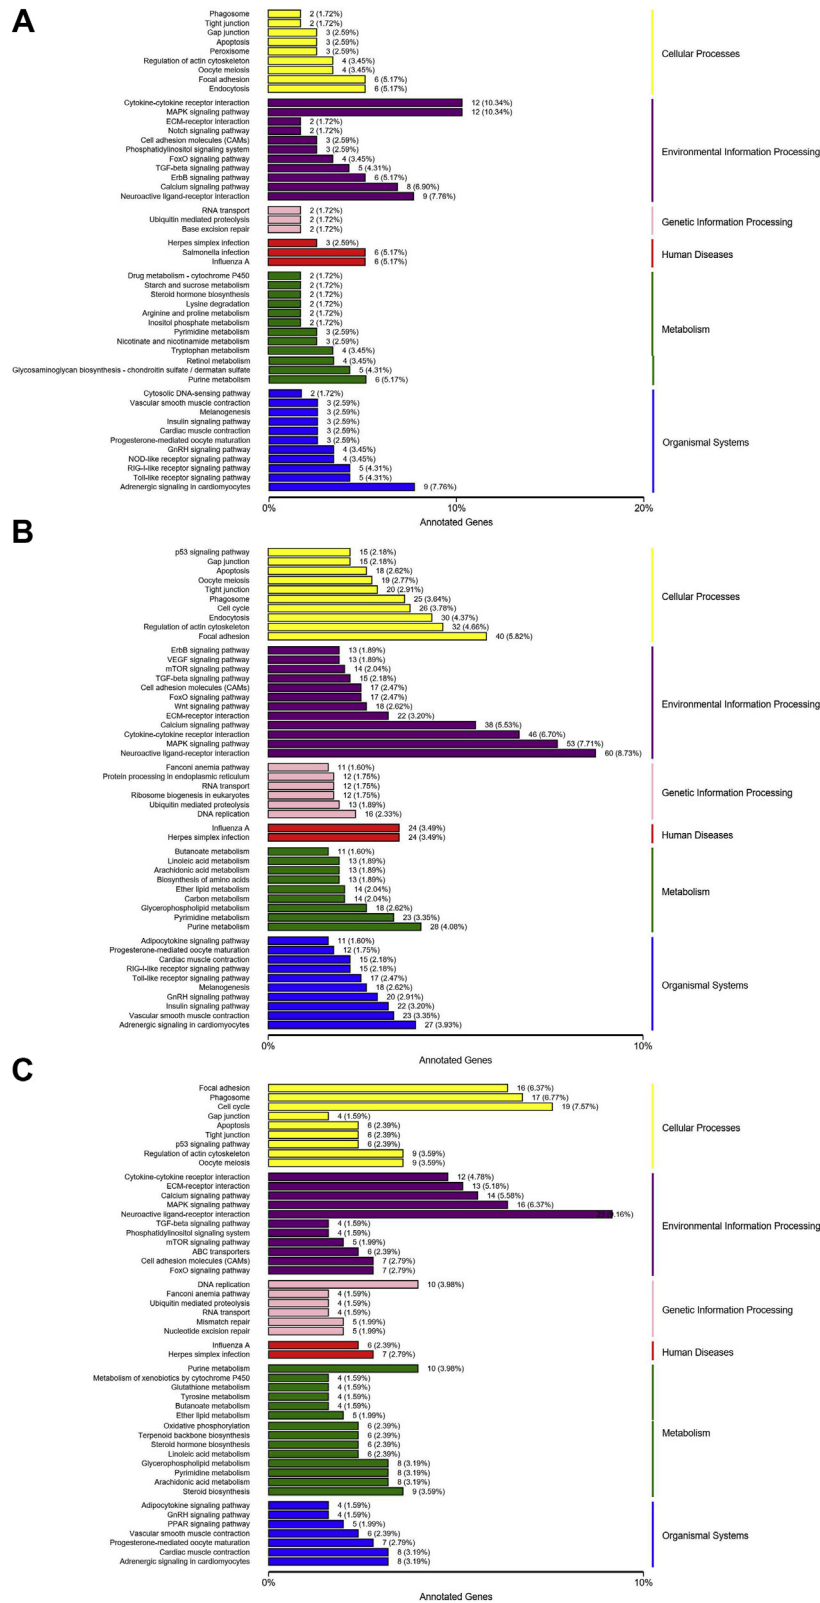 A
Phagosome 2 (1.72%)
Tight junction 2 (1.72%)
Gap junction 3 (2.59%)
Apoptosis 3 (2.59%)
Peroxisome 3 (2.59%)
Regulation of actin cytoskeleton 4 (3.45%)
Oocyte meiosis 4 (3.45%)
Focal adhesion 6 (5.17%)
Endocytosis 6 (5.17%)
Cellular Processes
Cytokine-cytokine receptor interaction 12 (10.34%)
MAPK signaling pathway 12 (10.34%)
ECM-receptor interaction 2 (1.72%)
Notch signaling pathway 2 (1.72%)
Cell adhesion molecules (CAMs) 3 (2.59%)
Phosphatidylinositol signaling system 3 (2.59%)
FoxO signaling pathway 4 (3.45%)
TGF-beta signaling pathway 5 (4.31%)
ErbB signaling pathway 6 (5.17%)
Calcium signaling pathway 8 (6.90%)
Neuroactive ligand-receptor interaction 9 (7.76%)
Environmental Information Processing
RNA transport 2 (1.72%)
Ubiquitin mediated proteolysis 2 (1.72%)
Base excision repair 2 (1.72%)
Genetic Information Processing
Herpes simplex infection 3 (2.59%)
Salmonella infection 6 (5.17%)
Influenza A 6 (5.17%)
Human Diseases
Drug metabolism - cytochrome P450 2 (1.72%)
Starch and sucrose metabolism 2 (1.72%)
Steroid hormone biosynthesis 2 (1.72%)
Lysine degradation 2 (1.72%)
Arginine and proline metabolism 2 (1.72%)
Inositol phosphate metabolism 2 (1.72%)
Pyrimidine metabolism 3 (2.59%)
Nicotinate and nicotinamide metabolism 3 (2.59%)
Tryptophan metabolism 4 (3.45%)
Retinol metabolism 4 (3.45%)
Glycosaminoglycan biosynthesis - chondroitin sulfate / dermatan sulfate 5 (4.31%)
Purine metabolism 6 (5.17%)
Metabolism
Cytosolic DNA-sensing pathway 2 (1.72%)
Vascular smooth muscle contraction 3 (2.59%)
Melanogenesis 3 (2.59%)
Insulin signaling pathway 3 (2.59%)
Cardiac muscle contraction 3 (2.59%)
Progesterone-mediated oocyte maturation 3 (2.59%)
GnRH signaling pathway 4 (3.45%)
NOD-like receptor signaling pathway 4 (3.45%)
RIG-I-like receptor signaling pathway 5 (4.31%)
Toll-like receptor signaling pathway 5 (4.31%)
Adrenergic signaling in cardiomyocytes 9 (7.76%)
Organismal Systems
0% 10% 20%
Annotated Genes
B
p53 signaling pathway 15 (2.18%)
Gap junction 15 (2.18%)
Apoptosis 18 (2.62%)
Oocyte meiosis 19 (2.77%)
Tight junction 20 (2.91%)
Phagosome 25 (3.64%)
Cell cycle 26 (3.78%)
Endocytosis 30 (4.37%)
Regulation of actin cytoskeleton 32 (4.66%)
Focal adhesion 40 (5.82%)
Cellular Processes
ErbB signaling pathway 13 (1.89%)
VEGF signaling pathway 13 (1.89%)
mTOR signaling pathway 14 (2.04%)
TGF-beta signaling pathway 15 (2.18%)
Cell adhesion molecules (CAMs) 17 (2.47%)
FoxO signaling pathway 17 (2.47%)
Wnt signaling pathway 18 (2.62%)
ECM-receptor interaction 22 (3.20%)
Calcium signaling pathway 38 (5.53%)
Cytokine-cytokine receptor interaction 46 (6.70%)
MAPK signaling pathway 53 (7.71%)
Neuroactive ligand-receptor interaction 60 (8.73%)
Environmental Information Processing
Fanconi anemia pathway 11 (1.60%)
Protein processing in endoplasmic reticulum 12 (1.75%)
RNA transport 12 (1.75%)
Ribosome biogenesis in eukaryotes 12 (1.75%)
Ubiquitin mediated proteolysis 13 (1.89%)
DNA replication 16 (2.33%)
Genetic Information Processing
Influenza A 24 (3.49%)
Herpes simplex infection 24 (3.49%)
Human Diseases
Butanoate metabolism 11 (1.60%)
Linoleic acid metabolism 13 (1.89%)
Arachidonic acid metabolism 13 (1.89%)
Biosynthesis of amino acids 13 (1.89%)
Ether lipid metabolism 14 (2.04%)
Carbon metabolism 14 (2.04%)
Glycerophospholipid metabolism 18 (2.62%)
Pyrimidine metabolism 23 (3.35%)
Purine metabolism 28 (4.08%)
Metabolism
Adipocytokine signaling pathway 11 (1.60%)
Progesterone-mediated oocyte maturation 12 (1.75%)
Cardiac muscle contraction 15 (2.18%)
RIG-I-like receptor signaling pathway 15 (2.18%)
Toll-like receptor signaling pathway 17 (2.47%)
Melanogenesis 18 (2.62%)
GnRH signaling pathway 20 (2.91%)
Insulin signaling pathway 22 (3.20%)
Vascular smooth muscle contraction 23 (3.35%)
Adrenergic signaling in cardiomyocytes 27 (3.93%)
Organismal Systems
0% 10%
Annotated Genes
C
Focal adhesion 16 (6.37%)
Phagosome 17 (6.77%)
Cell cycle 19 (7.57%)
Gap junction 4 (1.59%)
Apoptosis 6 (2.39%)
Tight junction 6 (2.39%)
p53 signaling pathway 6 (2.39%)
Regulation of actin cytoskeleton 9 (3.59%)
Oocyte meiosis 9 (3.59%)
Cellular Processes
Cytokine-cytokine receptor interaction 12 (4.78%)
ECM-receptor interaction 13 (5.18%)
Calcium signaling pathway 14 (5.58%)
MAPK signaling pathway 16 (6.37%)
Neuroactive ligand-receptor interaction .16%)
TGF-beta signaling pathway 4 (1.59%)
Phosphatidylinositol signaling system 4 (1.59%)
mTOR signaling pathway 5 (1.99%)
ABC transporters 6 (2.39%)
Cell adhesion molecules (CAMs) 7 (2.79%)
FoxO signaling pathway 7 (2.79%)
Environmental Information Processing
DNA replication 10 (3.98%)
Fanconi anemia pathway 4 (1.59%)
Ubiquitin mediated proteolysis 4 (1.59%)
RNA transport 4 (1.59%)
Mismatch repair 5 (1.99%)
Nucleotide excision repair 5 (1.99%)
Genetic Information Processing
Influenza A 6 (2.39%)
Herpes simplex infection 7 (2.79%)
Human Diseases
Purine metabolism 10 (3.98%)
Metabolism of xenobiotics by cytochrome P450 4 (1.59%)
Glutathione metabolism 4 (1.59%)
Tyrosine metabolism 4 (1.59%)
Butanoate metabolism 4 (1.59%)
Ether lipid metabolism 5 (1.99%)
Oxidative phosphorylation 6 (2.39%)
Terpenoid backbone biosynthesis 6 (2.39%)
Steroid hormone biosynthesis 6 (2.39%)
Linoleic acid metabolism 6 (2.39%)
Glycerophospholipid metabolism 8 (3.19%)
Pyrimidine metabolism 8 (3.19%)
Arachidonic acid metabolism 8 (3.19%)
Steroid biosynthesis 9 (3.59%)
Metabolism
Adipocytokine signaling pathway 4 (1.59%)
GnRH signaling pathway 4 (1.59%)
PPAR signaling pathway 5 (1.99%)
Vascular smooth muscle contraction 6 (2.39%)
Progesterone-mediated oocyte maturation 7 (2.79%)
Cardiac muscle contraction 8 (3.19%)
Adrenergic signaling in cardiomyocytes 8 (3.19%)
Organismal Systems
0% 10%
Annotated Genes